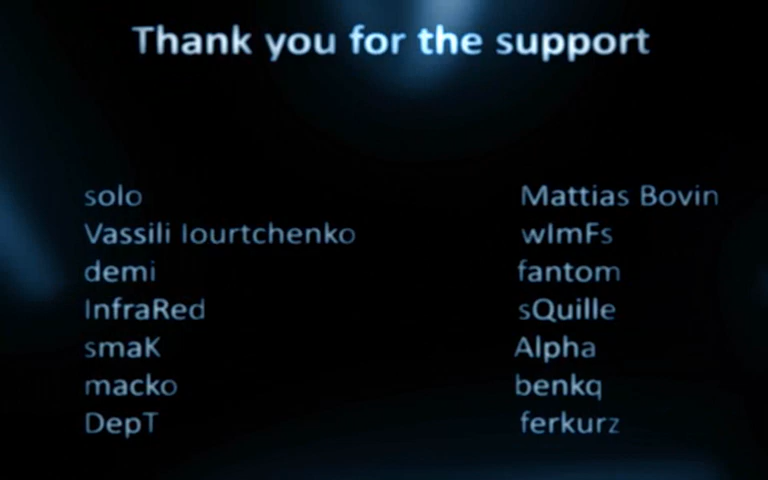 Thank you for the support
solo
Vassili Iourtchenko
demi
InfraRed
smaK
macko
DepT
Mattias Bovin
wImFs
fantom
sQuille
Alpha
benkq
ferkurz